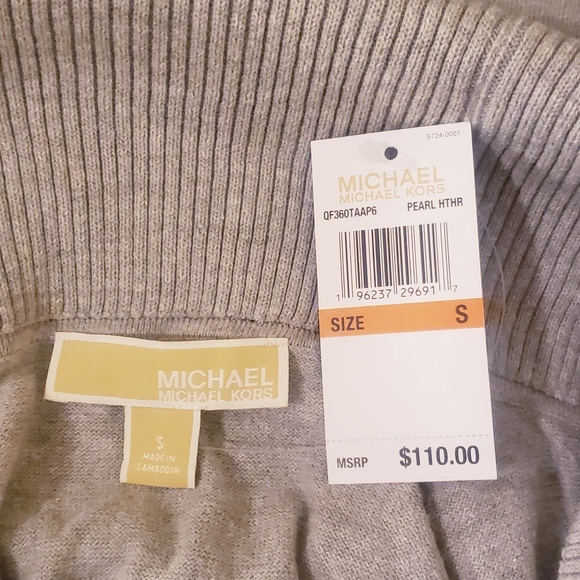 S724-0001
MICHAEL
MICHAEL KORS
QF360TAAP6 PEARL HTHR
1 96237 29691 7
SIZE S
MSRP $110.00
MICHAEL
MICHAEL KORS
S
MADE IN
CAMBODIA